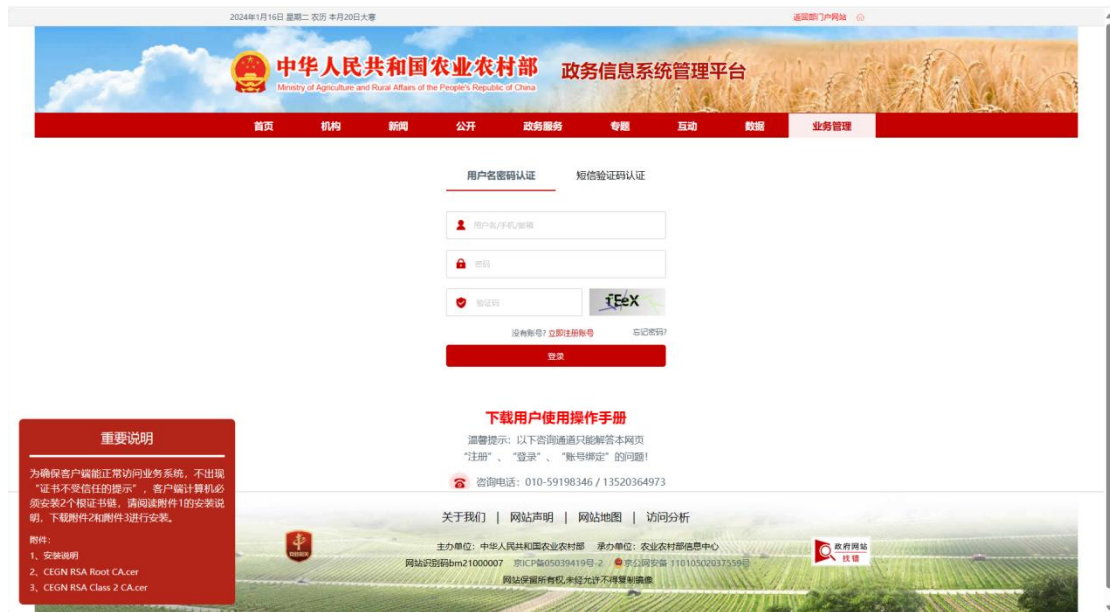 2024年1月16日 星期二 农历 本月20日大寒
返回部门户网站
中华人民共和国农业农村部
Ministry of Agriculture and Rural Affairs of the People's Republic of China
政务信息系统管理平台
首页 机构 新闻 公开 政务服务 专题 互动 数据 业务管理
用户名密码认证 短信验证码认证
用户名/手机/邮箱
密码
验证码
没有账号? 立即注册账号 忘记密码?
登录
下载用户使用操作手册
温馨提示：以下咨询通道只能解答本网页
“注册”、“登录”、“账号绑定”的问题!
咨询电话：010-59198346 / 13520364973
重要说明
为确保客户端能正常访问业务系统，不出现
“证书不受信任的提示”，客户端计算机必
须安装2个根证书链，请阅读附件1的安装说
明，下载附件2和附件3进行安装。
附件：
1、安装说明
2、CEGN RSA Root CA.cer
3、CEGN RSA Class 2 CA.cer
关于我们 | 网站声明 | 网站地图 | 访问分析
主办单位：中华人民共和国农业农村部 承办单位：农业农村部信息中心
网站识别码bm21000007 京ICP备05039419号-2 京公网安备 11010502037559号
网站保留所有权,未经允许不得复制镜像
政府网站
找错